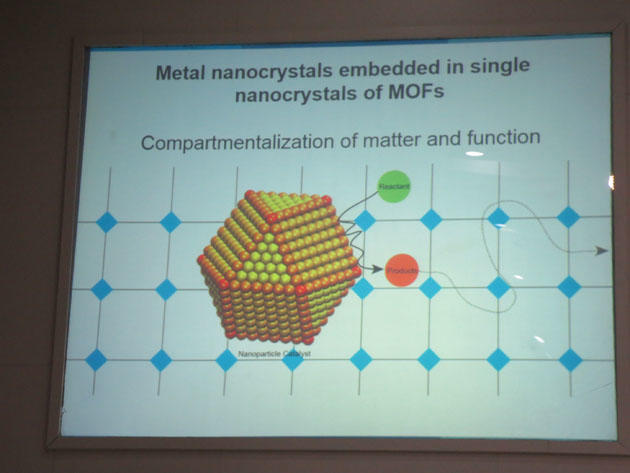 Metal nanocrystals embedded in single
nanocrystals of MOFs
Compartmentalization of matter and function
Reactant
Products
Nanoparticle Catalyst